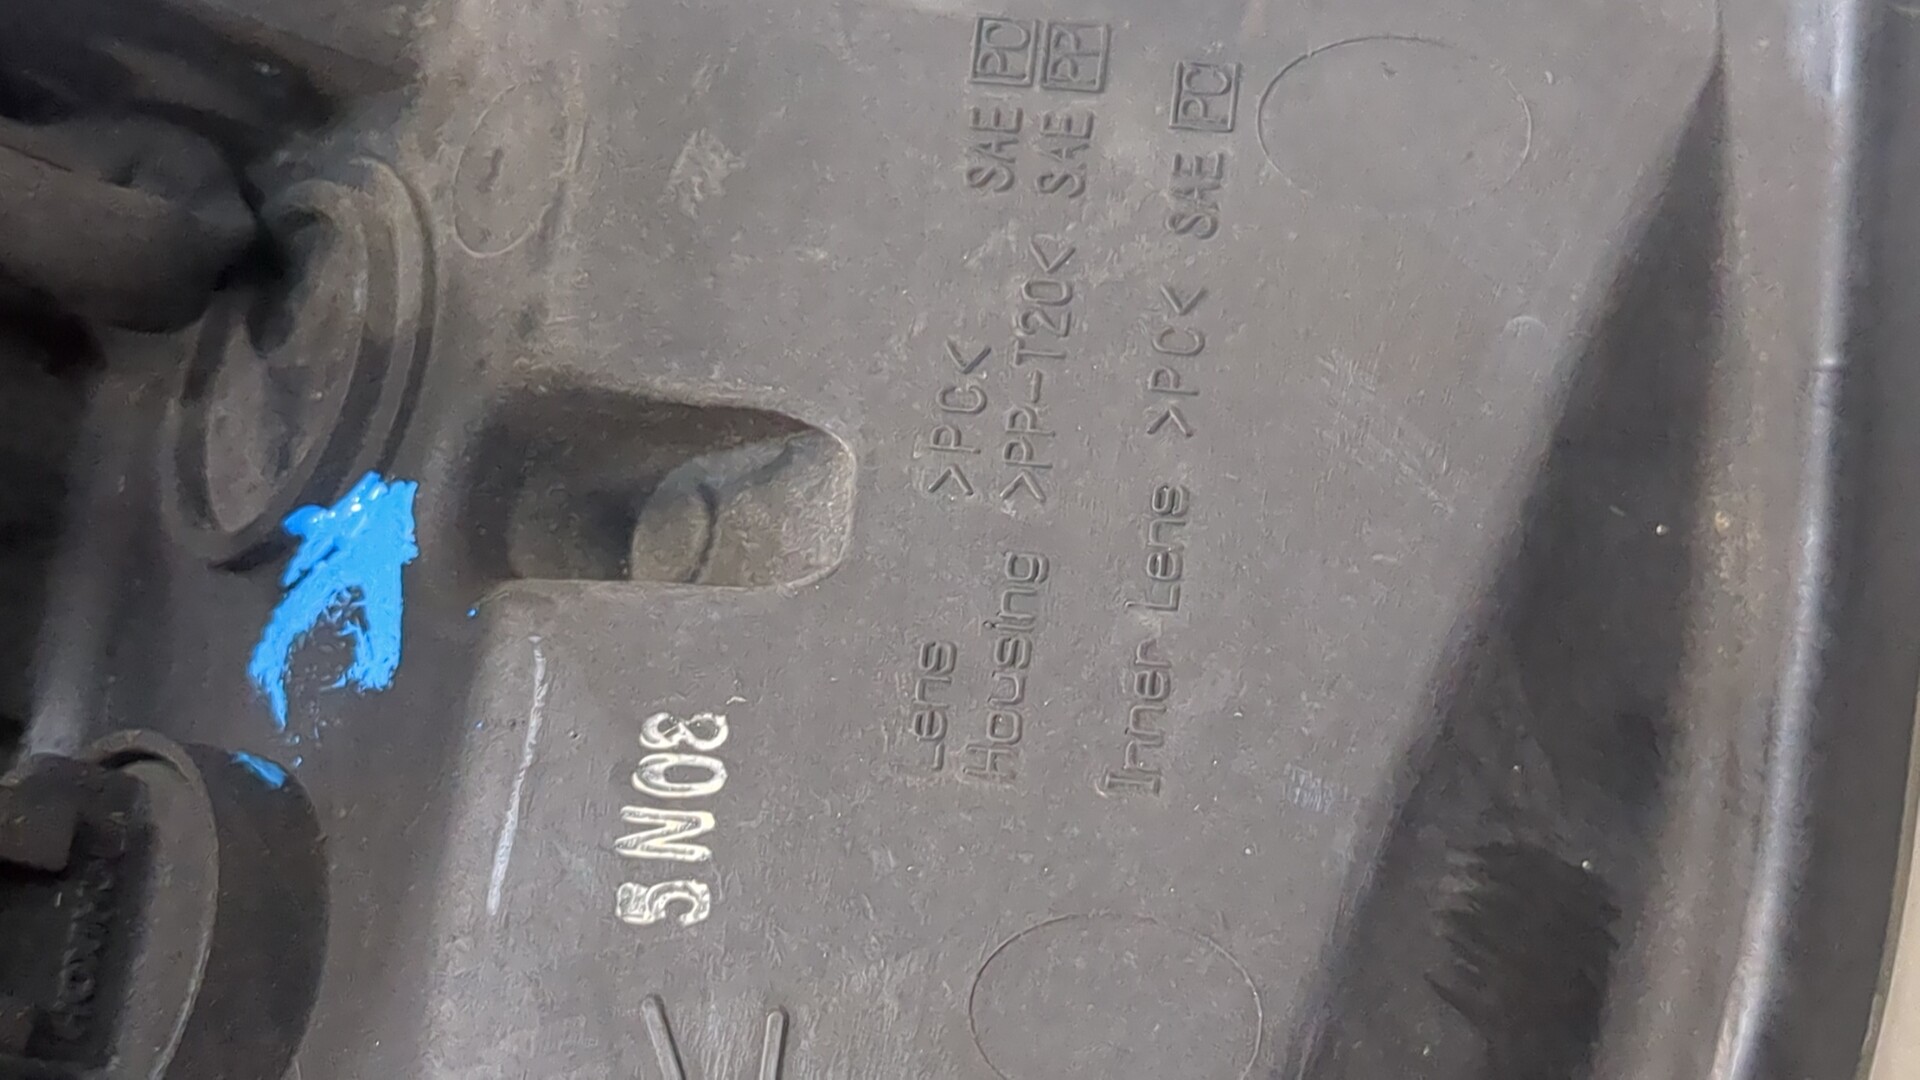 5N08
Lens >PC< SAE PC
Housing >PP-T20< SAE PP
Inner Lens >PC< SAE PC